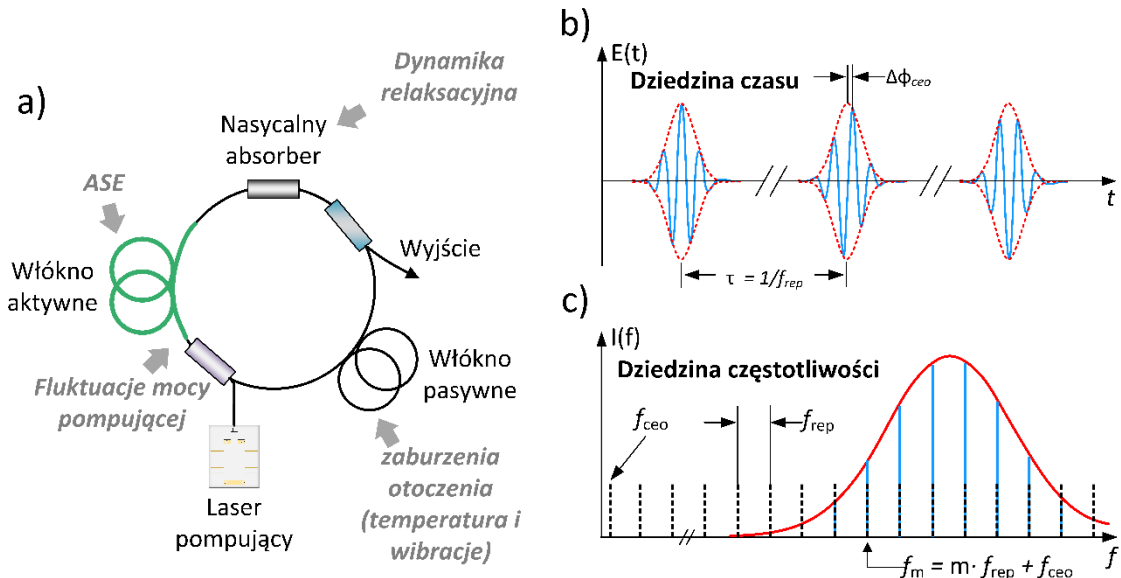 a)
Dynamika
relaksacyjna
Nasycalny
absorber
ASE
Włókno
aktywne
Wyjście
Fluktuacje mocy
pompującej
Włókno
pasywne
Laser
pompujący
zaburzenia
otoczenia
(temperatura i
wibracje)
b)
E(t)
Dziedzina czasu
Δϕceo
t
τ = 1/frep
c)
I(f)
Dziedzina częstotliwości
fceo
frep
fm = m· frep + fceo
f